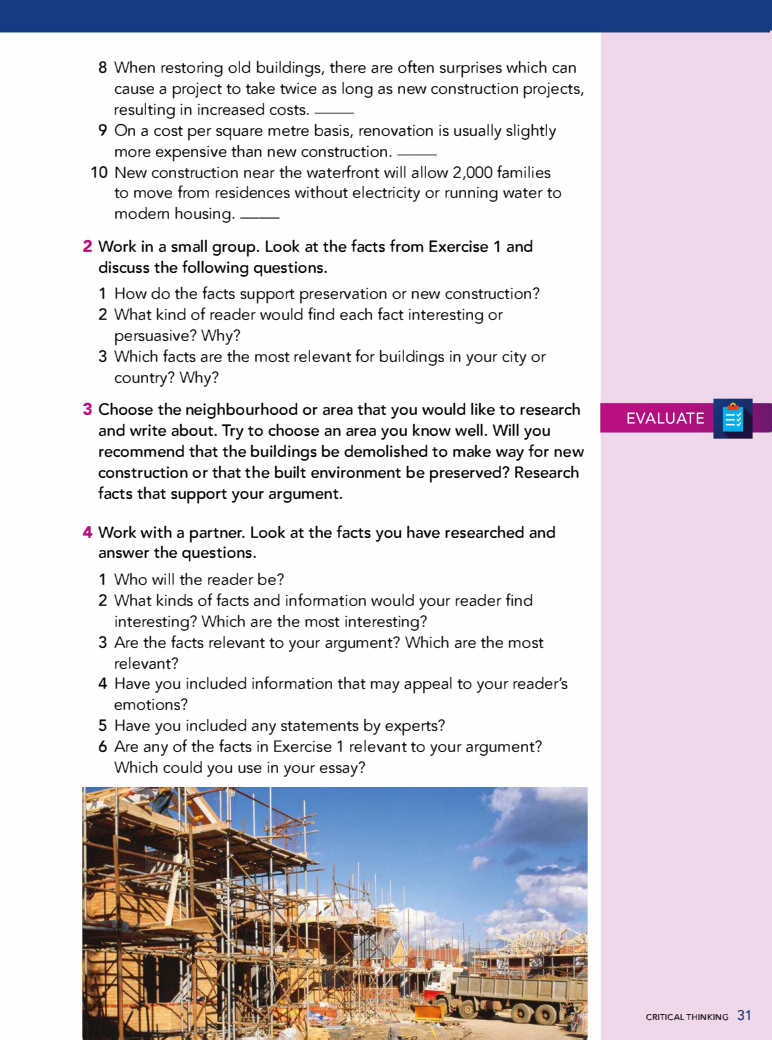 8 When restoring old buildings, there are often surprises which can
cause a project to take twice as long as new construction projects,
resulting in increased costs. _____
9 On a cost per square metre basis, renovation is usually slightly
more expensive than new construction. _____
10 New construction near the waterfront will allow 2,000 families
to move from residences without electricity or running water to
modern housing. _____
2 Work in a small group. Look at the facts from Exercise 1 and
discuss the following questions.
1 How do the facts support preservation or new construction?
2 What kind of reader would find each fact interesting or
persuasive? Why?
3 Which facts are the most relevant for buildings in your city or
country? Why?
3 Choose the neighbourhood or area that you would like to research
and write about. Try to choose an area you know well. Will you
recommend that the buildings be demolished to make way for new
construction or that the built environment be preserved? Research
facts that support your argument.
EVALUATE
4 Work with a partner. Look at the facts you have researched and
answer the questions.
1 Who will the reader be?
2 What kinds of facts and information would your reader find
interesting? Which are the most interesting?
3 Are the facts relevant to your argument? Which are the most
relevant?
4 Have you included information that may appeal to your reader's
emotions?
5 Have you included any statements by experts?
6 Are any of the facts in Exercise 1 relevant to your argument?
Which could you use in your essay?
CRITICAL THINKING 31